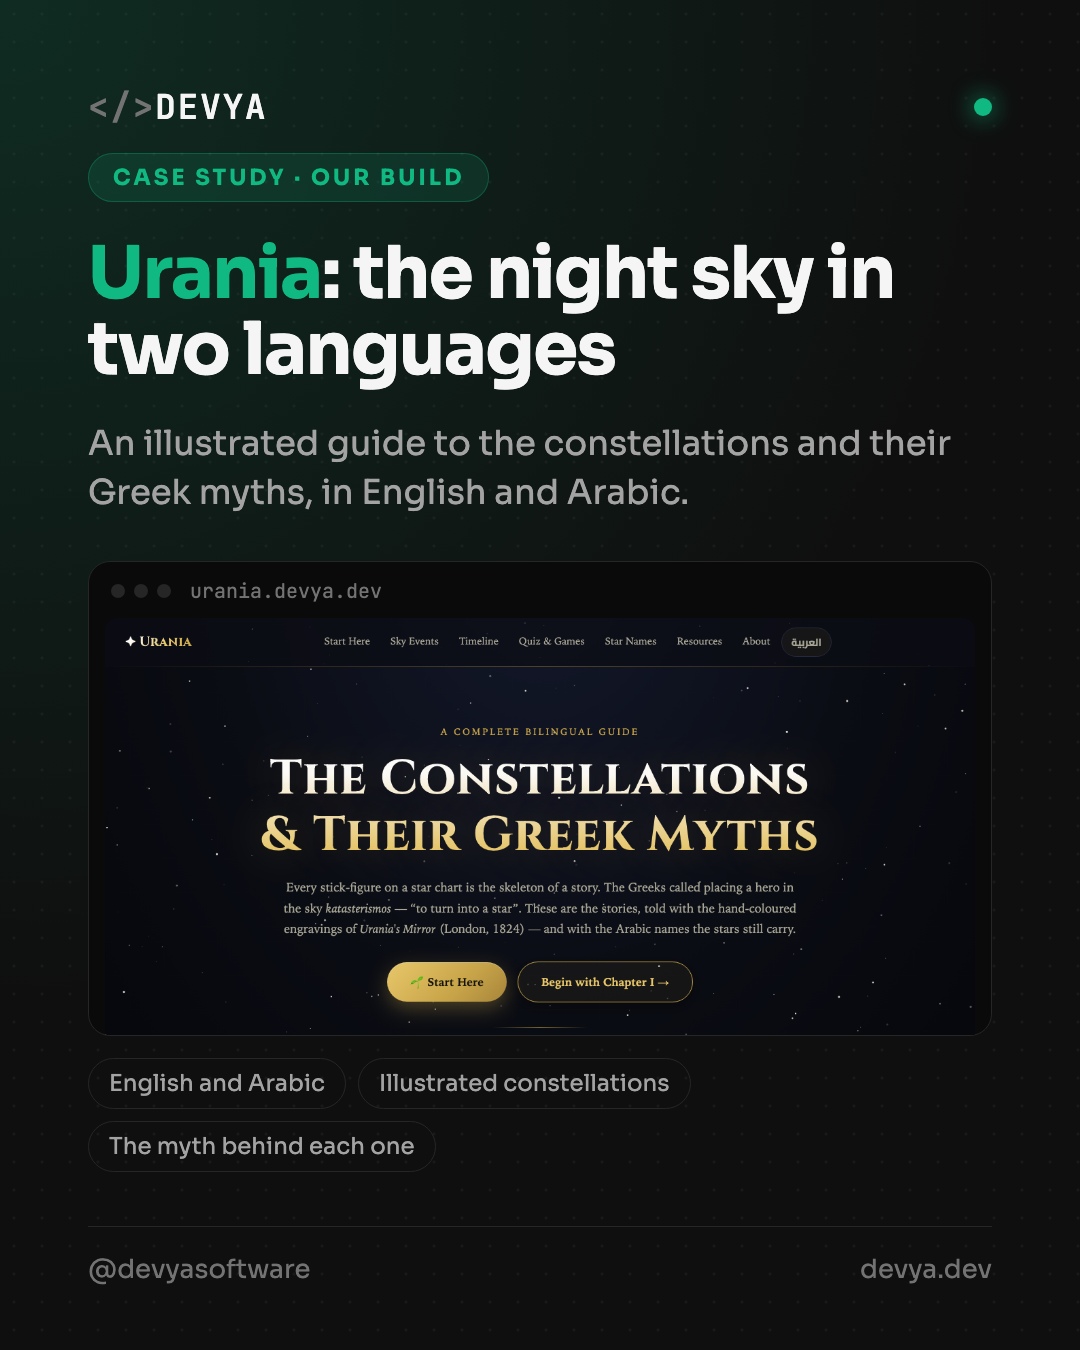 </>DEVYA
CASE STUDY · OUR BUILD
Urania: the night sky in
two languages
An illustrated guide to the constellations and their
Greek myths, in English and Arabic.
urania.devya.dev
✦ URANIA
Start Here Sky Events Timeline Quiz & Games Star Names Resources About العربية
A COMPLETE BILINGUAL GUIDE
THE CONSTELLATIONS
& THEIR GREEK MYTHS
Every stick-figure on a star chart is the skeleton of a story. The Greeks called placing a hero in
the sky katasterismos — “to turn into a star”. These are the stories, told with the hand-coloured
engravings of Urania's Mirror (London, 1824) — and with the Arabic names the stars still carry.
🌱 Start Here
Begin with Chapter I →
English and Arabic
Illustrated constellations
The myth behind each one
@devyasoftware
devya.dev